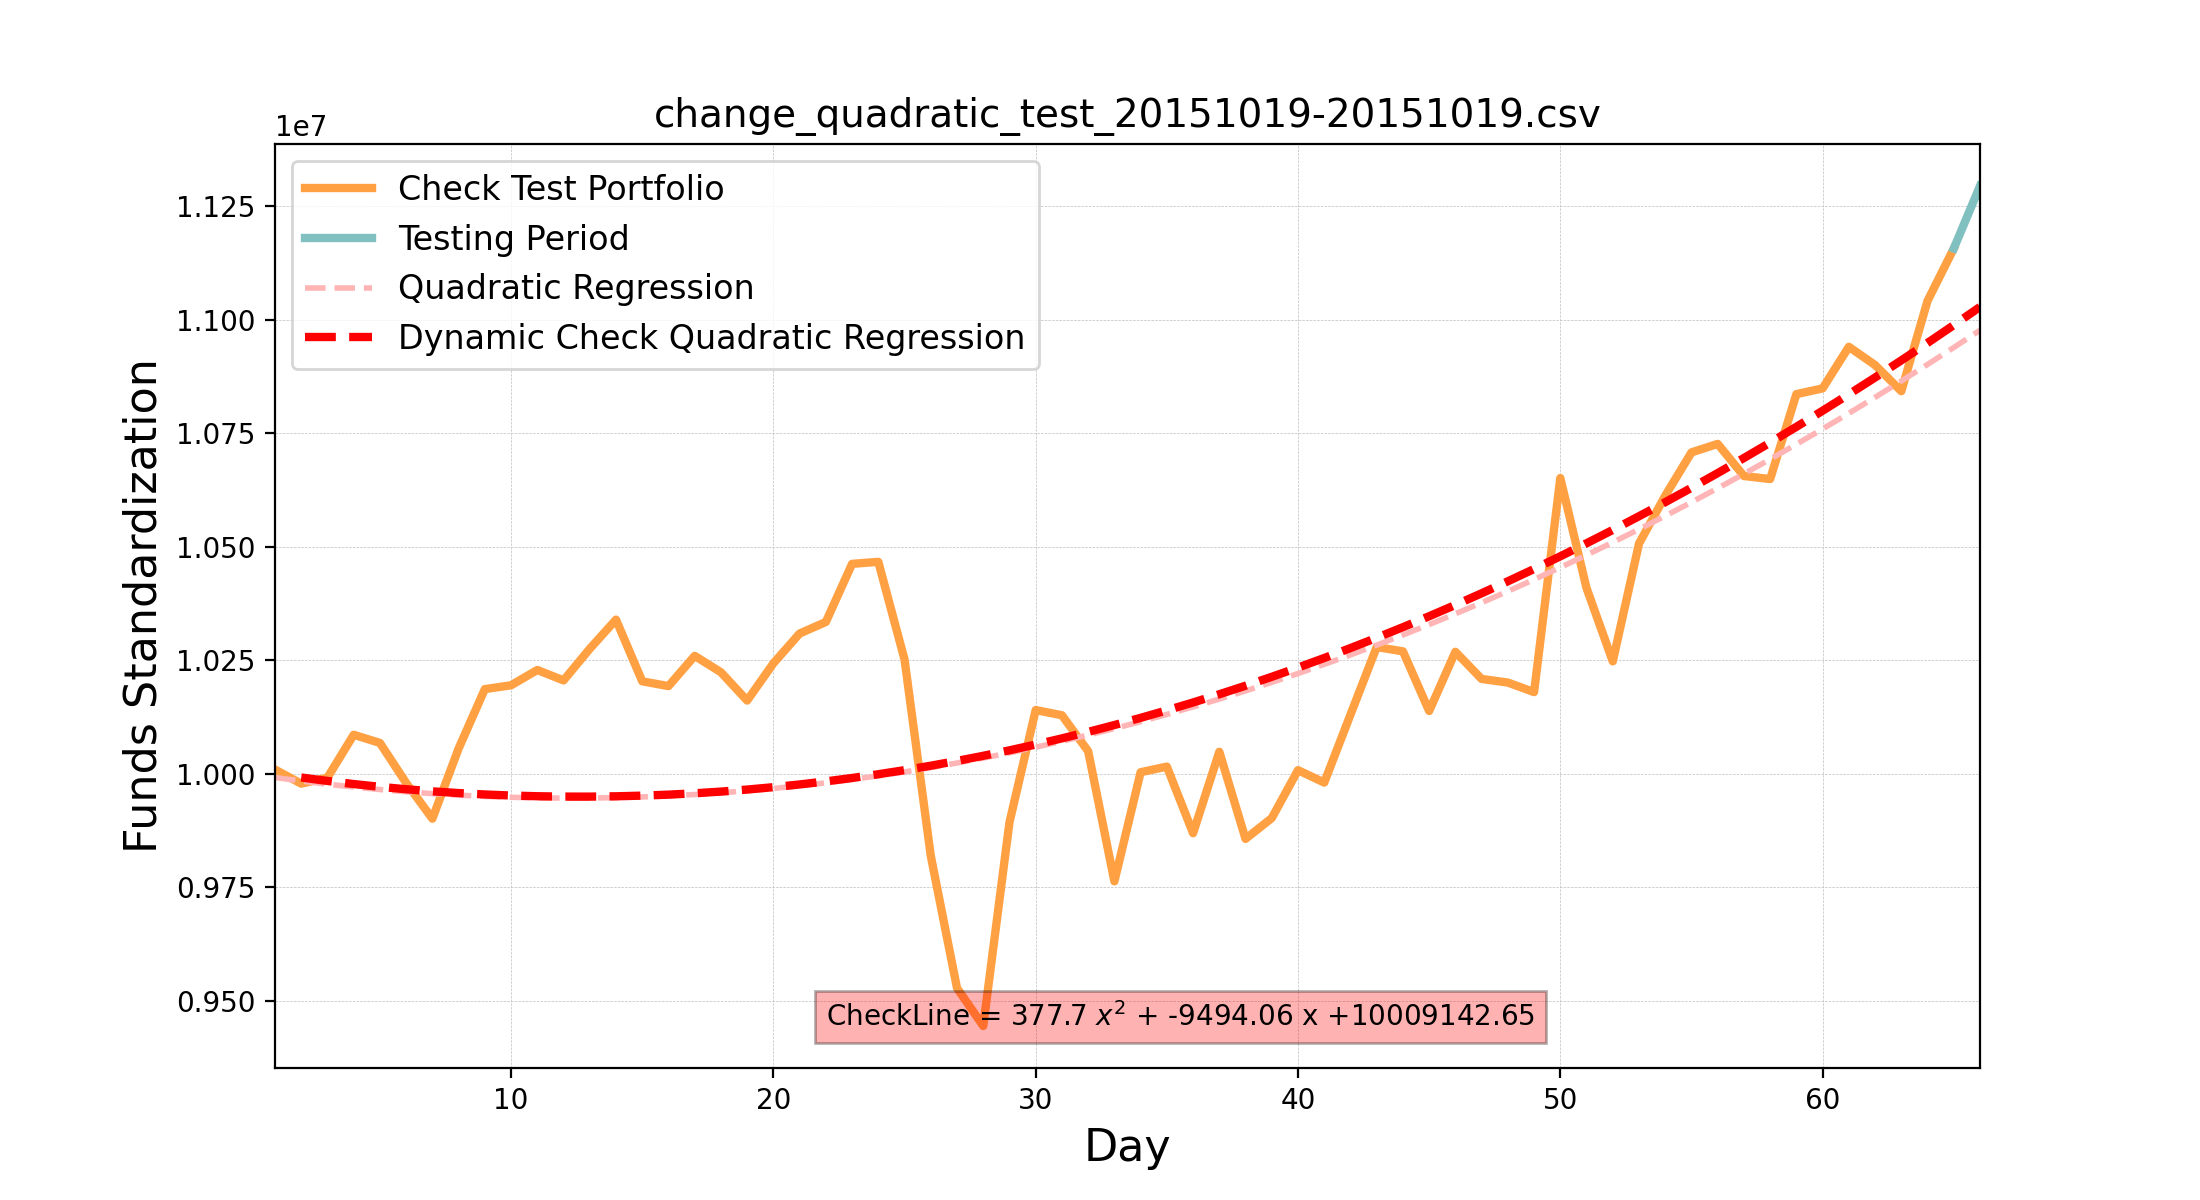 change_quadratic_test_20151019-20151019.csv
1e7
Check Test Portfolio
Testing Period
Quadratic Regression
Dynamic Check Quadratic Regression
1.125
1.100
1.075
1.050
1.025
1.000
0.975
0.950
Funds Standardization
CheckLine = 377.7 x² + -9494.06 x +10009142.65
10 20 30 40 50 60
Day